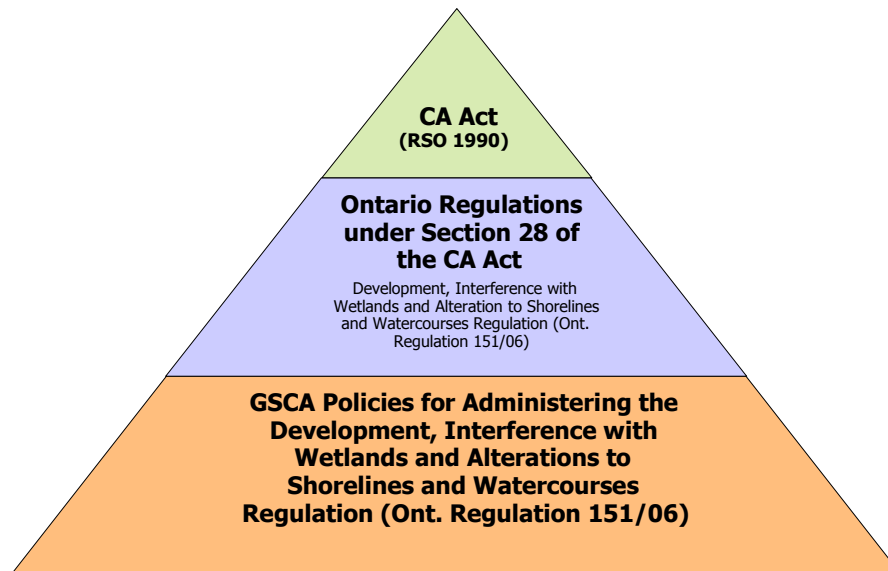 CA Act
(RSO 1990)
Ontario Regulations
under Section 28 of
the CA Act
Development, Interference with
Wetlands and Alteration to Shorelines
and Watercourses Regulation (Ont.
Regulation 151/06)
GSCA Policies for Administering the
Development, Interference with
Wetlands and Alterations to
Shorelines and Watercourses
Regulation (Ont. Regulation 151/06)